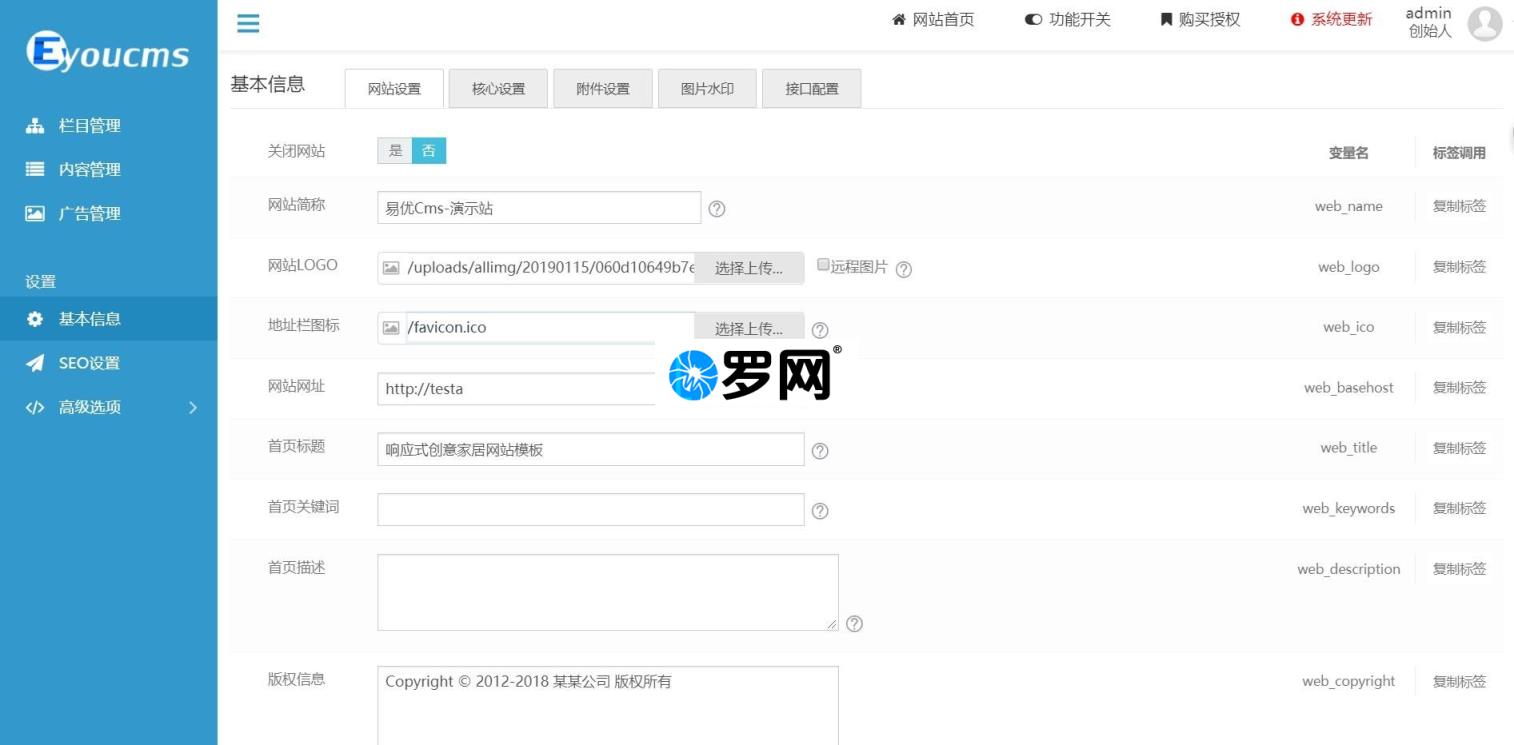 Eyoucms
网站首页 功能开关 购买授权 系统更新 admin 创始人
栏目管理
内容管理
广告管理
设置
基本信息
SEO设置
高级选项
基本信息 网站设置 核心设置 附件设置 图片水印 接口配置
关闭网站 是 否 变量名 标签调用
网站简称 易优Cms-演示站 web_name 复制标签
网站LOGO /uploads/allimg/20190115/060d10649b7e 选择上传... 远程图片 web_logo 复制标签
地址栏图标 /favicon.ico 选择上传... web_ico 复制标签
罗网®
网站网址 http://testa web_basehost 复制标签
首页标题 响应式创意家居网站模板 web_title 复制标签
首页关键词 web_keywords 复制标签
首页描述 web_description 复制标签
版权信息 Copyright © 2012-2018 某某公司 版权所有 web_copyright 复制标签